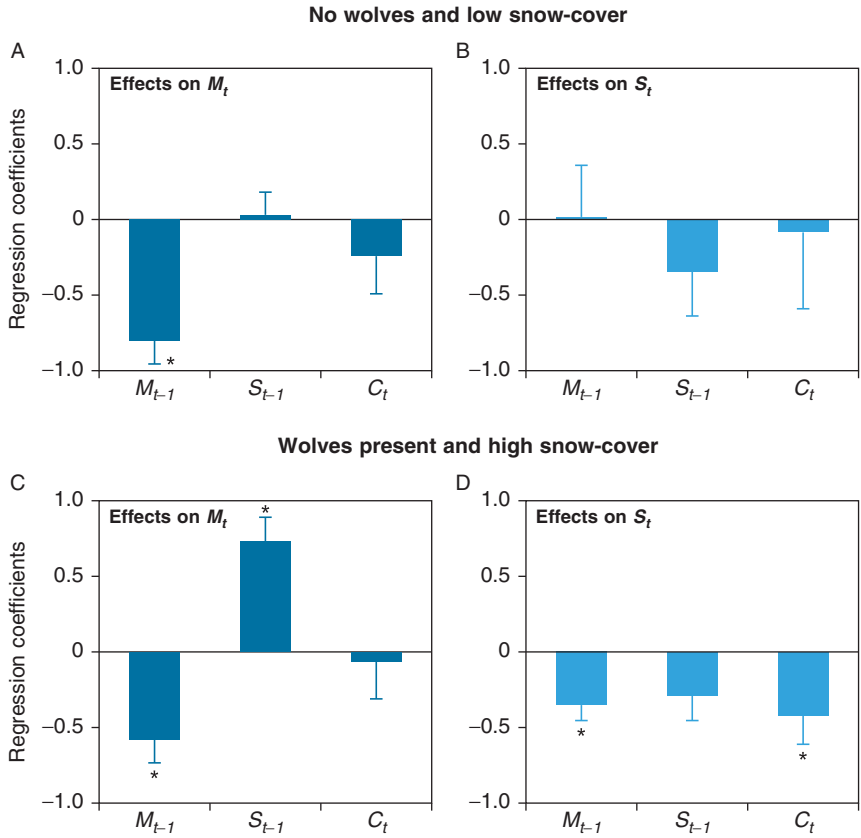 No wolves and low snow-cover
A
B
Effects on Mt
Effects on St
Regression coefficients
1.0
0.5
0
−0.5
−1.0
*
1.0
0.5
0
−0.5
−1.0
Mt–1 St–1 Ct
Mt–1 St–1 Ct
Wolves present and high snow-cover
C
D
Effects on Mt
Effects on St
Regression coefficients
1.0
0.5
0
−0.5
−1.0
*
*
1.0
0.5
0
−0.5
−1.0
*
*
Mt–1 St–1 Ct
Mt–1 St–1 Ct